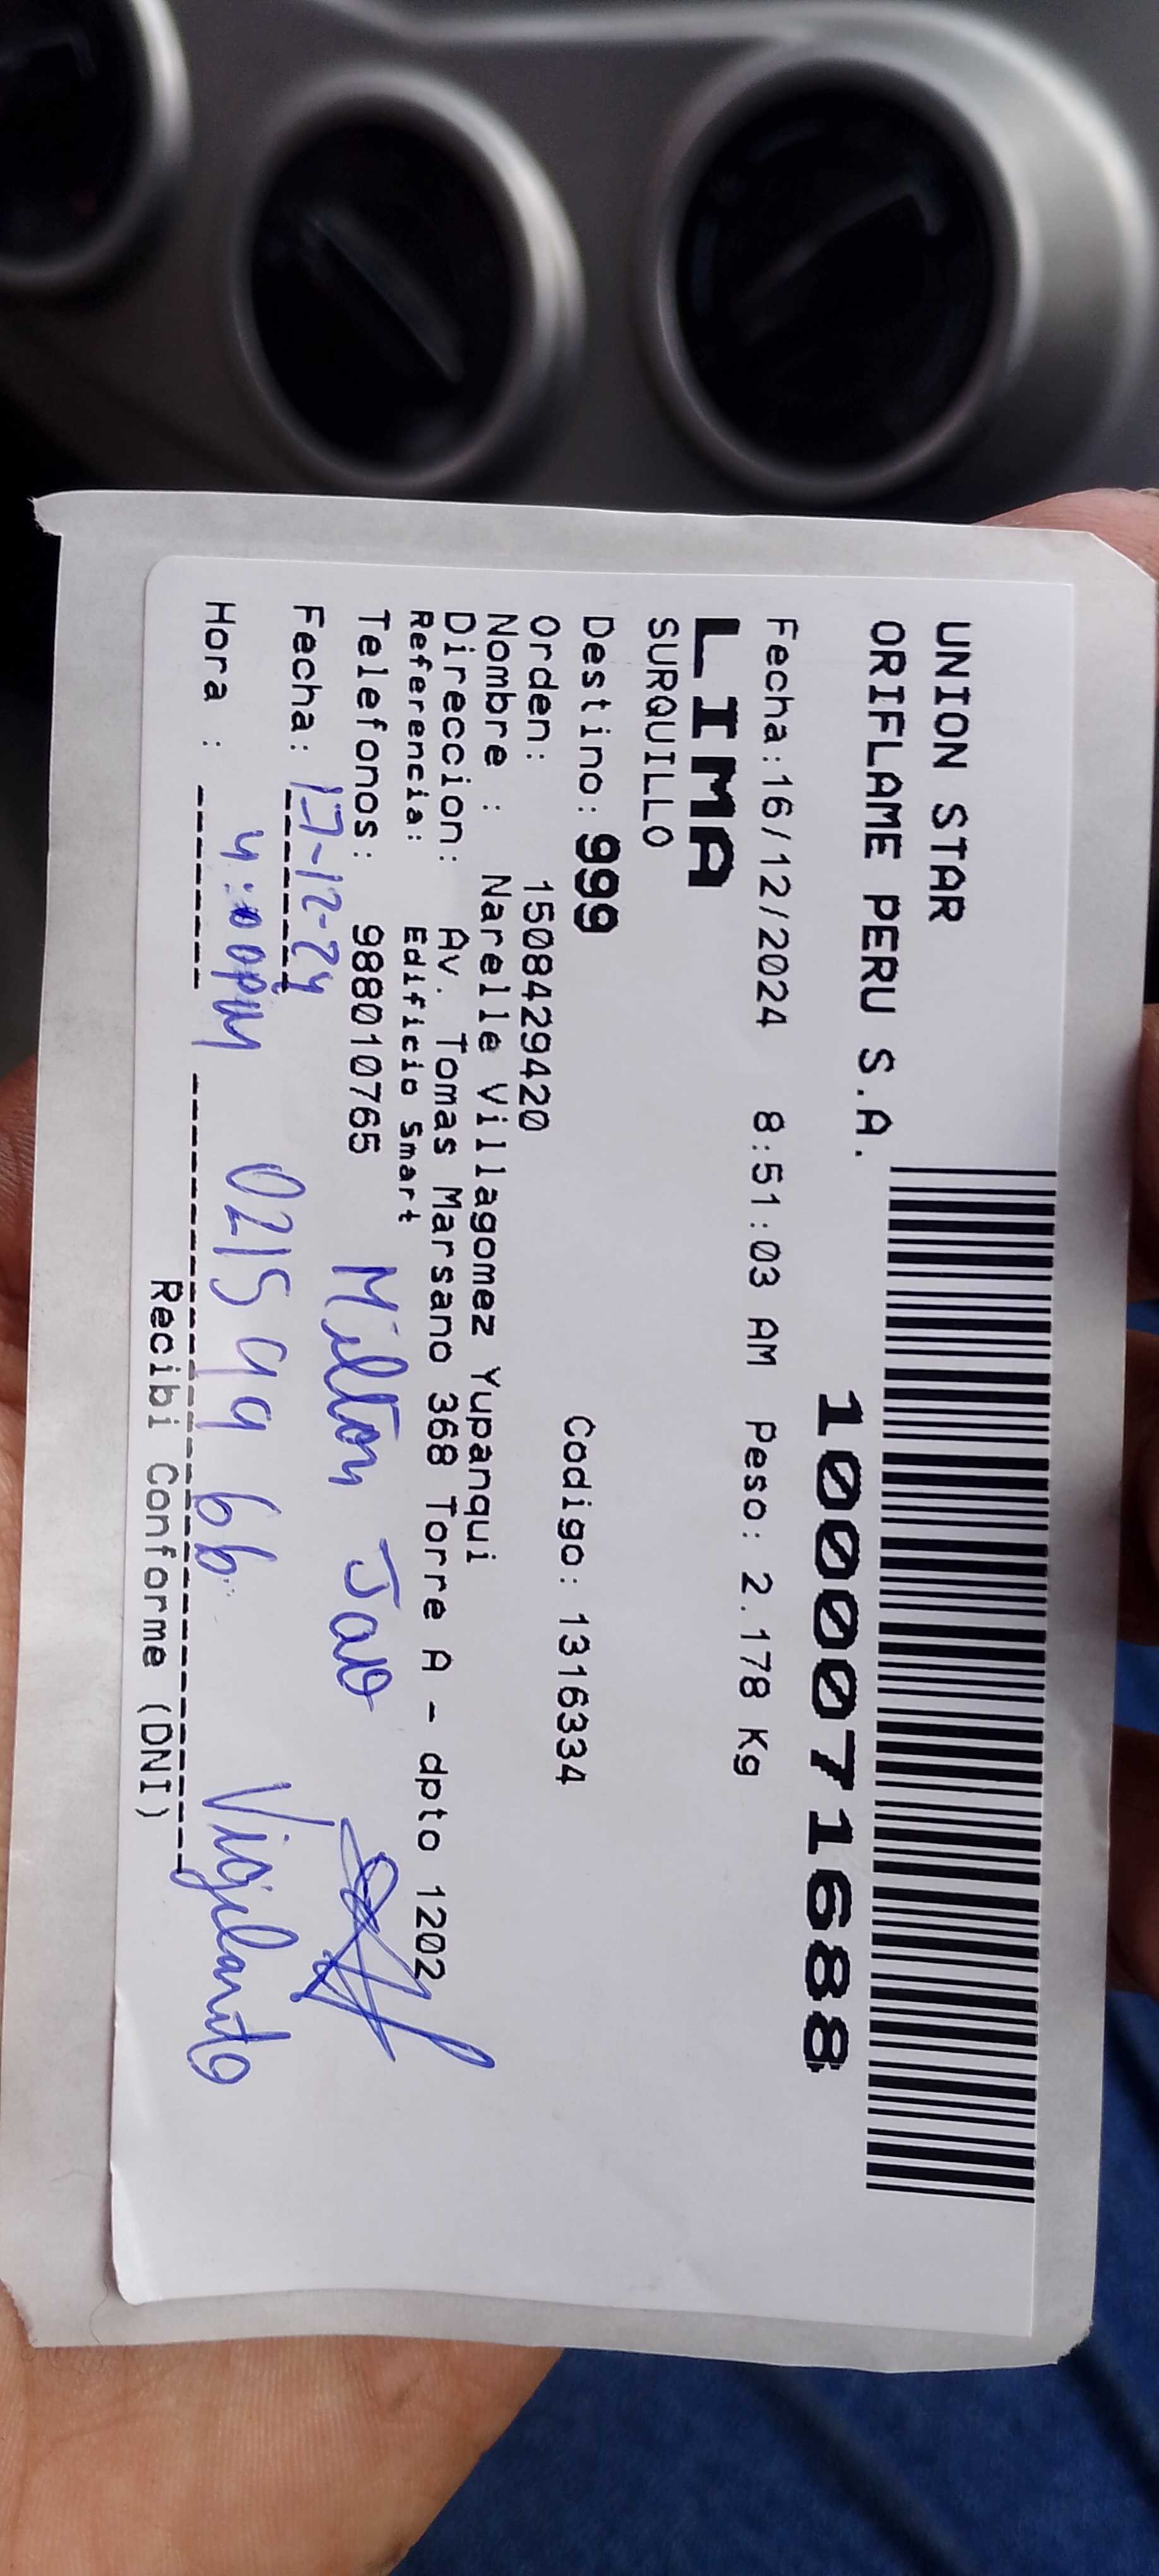 UNION STAR
ORIFLAME PERU S.A.
1000071688
Fecha:16/12/2024 8:51:03 AM Peso: 2.178 Kg
LIMA
SURQUILLO
Destino: 999 Codigo: 1316334
Orden: 1508429420
Nombre : Narelle Villagomez Yupanqui
Direccion: Av. Tomas Marsano 368 Torre A - dpto 1202
Referencia: Edificio Smart
Telefonos: 988010765
Milton Jao
Fecha: 17-12-24
Hora : 4:00pm 02159966 Vigilante
Recibi Conforme (DNI)